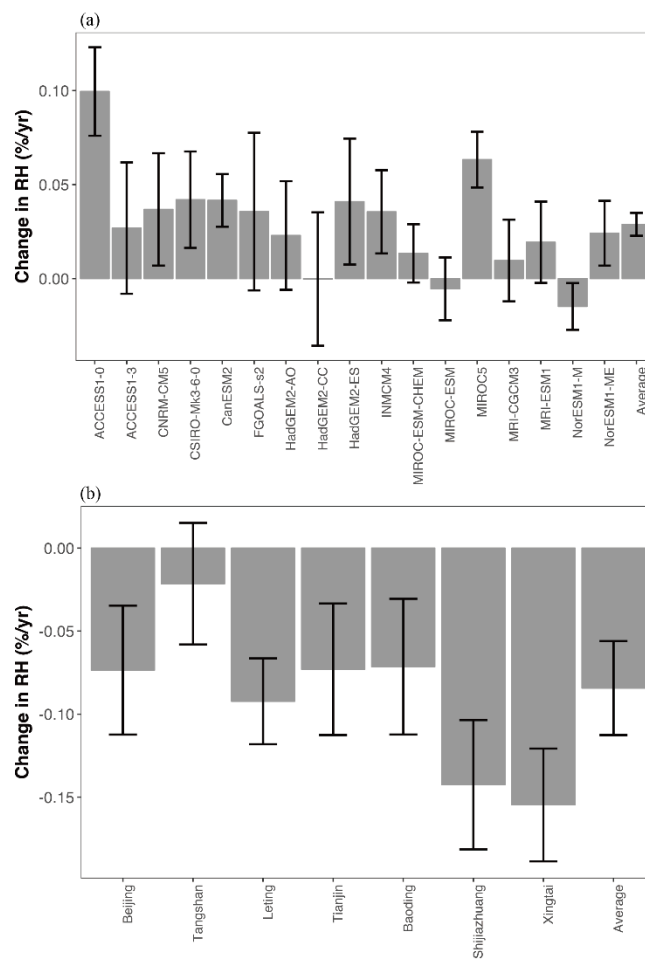 (a)
Change in RH (%/yr)
0.10
0.05
0.00
ACCESS1-0
ACCESS1-3
CNRM-CM5
CSIRO-Mk3-6-0
CanESM2
FGOALS-s2
HadGEM2-AO
HadGEM2-CC
HadGEM2-ES
INMCM4
MIROC-ESM-CHEM
MIROC-ESM
MIROC5
MRI-CGCM3
MRI-ESM1
NorESM1-M
NorESM1-ME
Average
(b)
Change in RH (%/yr)
0.00
-0.05
-0.10
-0.15
Beijing
Tangshan
Leting
Tianjin
Baoding
Shijiazhuang
Xingtai
Average